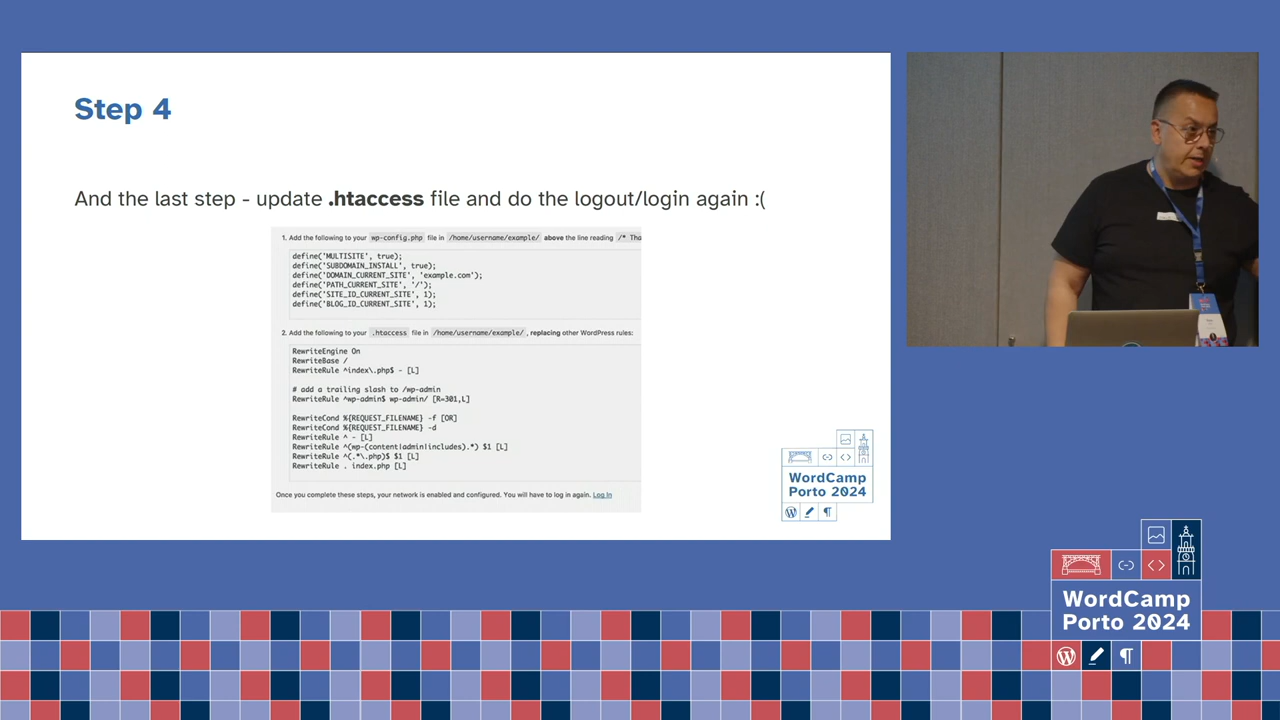 Step 4
And the last step - update .htaccess file and do the logout/login again :(
1. Add the following to your wp-config.php file in /home/username/example/ above the line reading /* Tha
define('MULTISITE', true);
define('SUBDOMAIN_INSTALL', true);
define('DOMAIN_CURRENT_SITE', 'example.com');
define('PATH_CURRENT_SITE', '/');
define('SITE_ID_CURRENT_SITE', 1);
define('BLOG_ID_CURRENT_SITE', 1);
2. Add the following to your .htaccess file in /home/username/example/ , replacing other WordPress rules:
RewriteEngine On
RewriteBase /
RewriteRule ^index\.php$ - [L]
# add a trailing slash to /wp-admin
RewriteRule ^wp-admin$ wp-admin/ [R=301,L]
RewriteCond %{REQUEST_FILENAME} -f [OR]
RewriteCond %{REQUEST_FILENAME} -d
RewriteRule ^ - [L]
RewriteRule ^(wp-(content|admin|includes).*) $1 [L]
RewriteRule ^(.*\.php)$ $1 [L]
RewriteRule . index.php [L]
Once you complete these steps, your network is enabled and configured. You will have to log in again. Log In
WordCamp
Porto 2024
WordCamp
Porto 2024